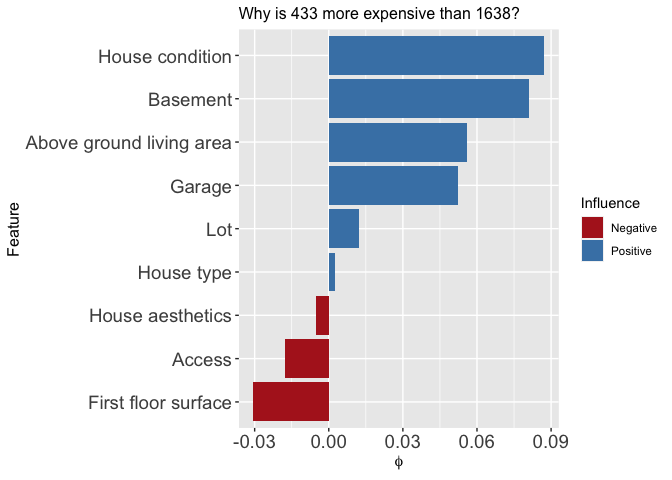 Why is 433 more expensive than 1638?
House condition
Basement
Above ground living area
Garage
Lot
House type
House aesthetics
Access
First floor surface
Feature
-0.03 0.00 0.03 0.06 0.09
ϕ
Influence
Negative
Positive